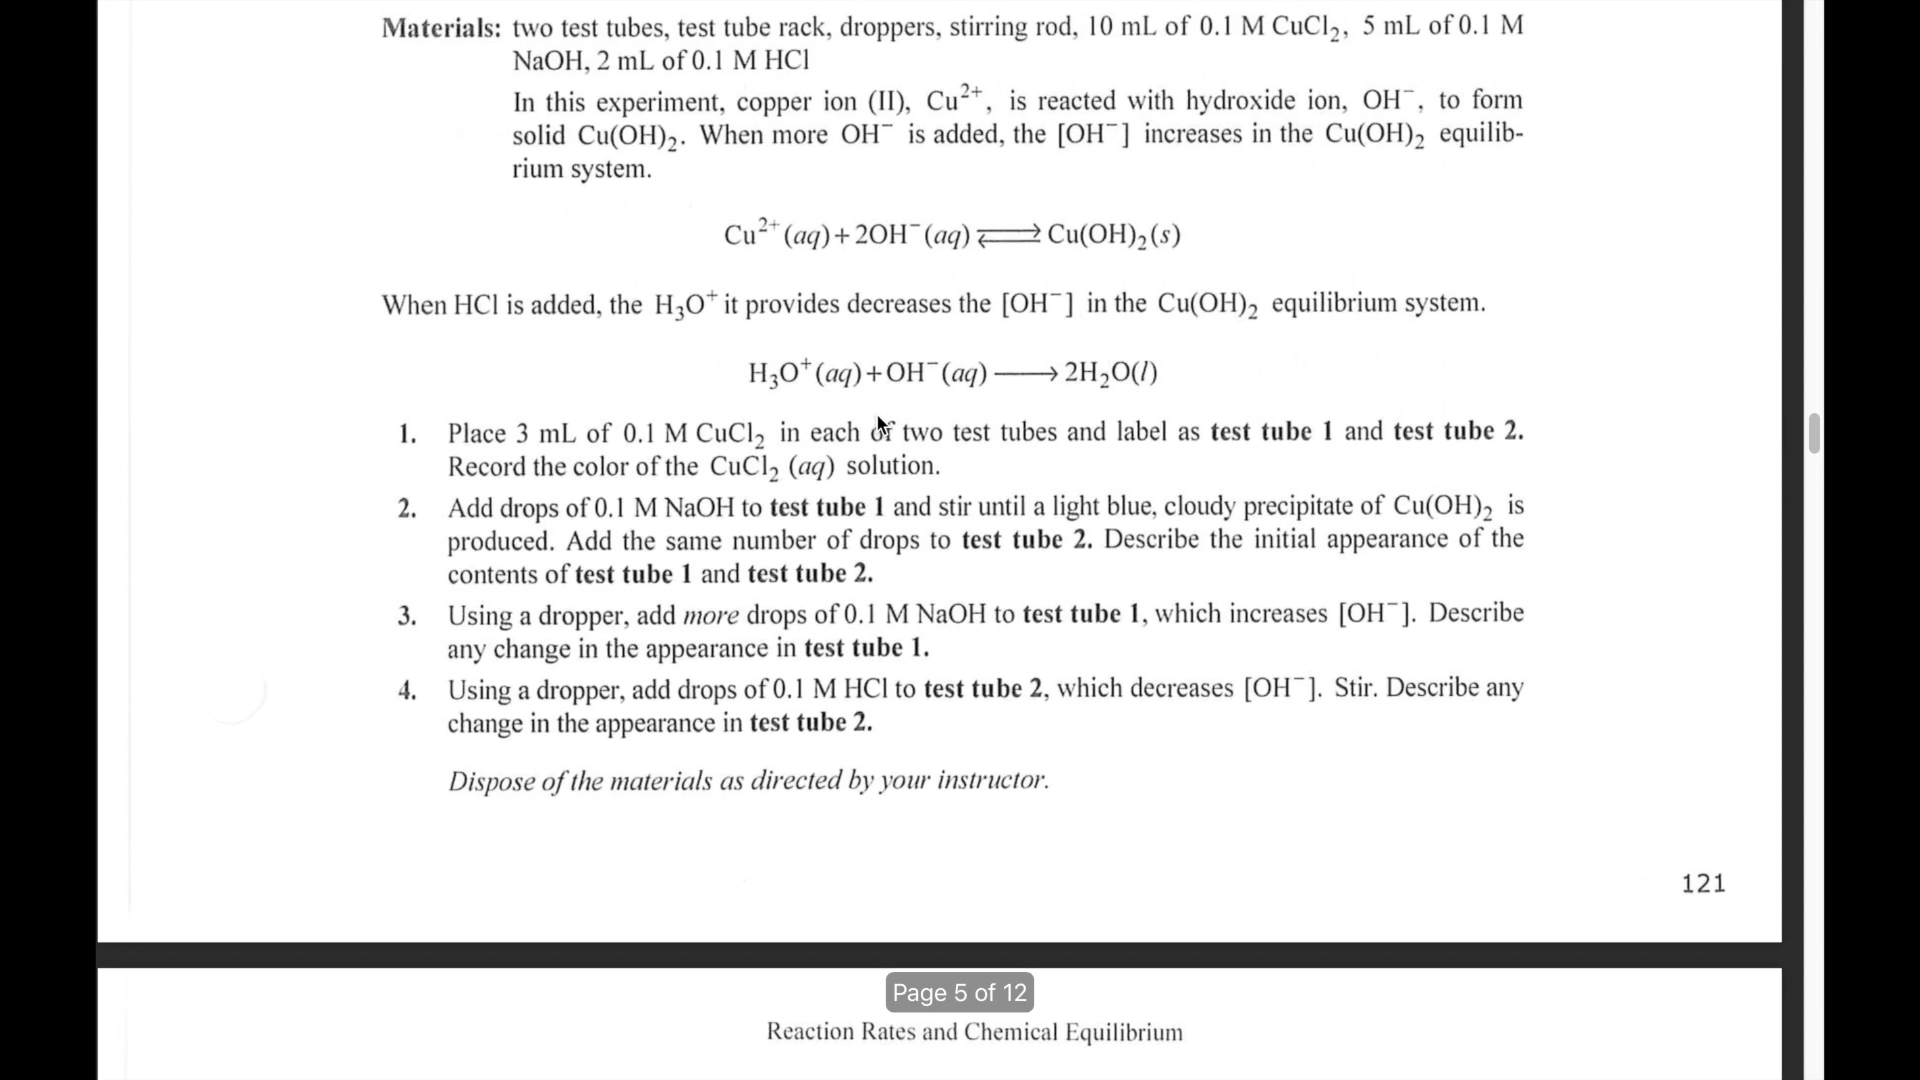 Materials: two test tubes, test tube rack, droppers, stirring rod, 10 mL of 0.1 M CuCl₂, 5 mL of 0.1 M
NaOH, 2 mL of 0.1 M HCl
In this experiment, copper ion (II), Cu²⁺, is reacted with hydroxide ion, OH⁻, to form
solid Cu(OH)₂. When more OH⁻ is added, the [OH⁻] increases in the Cu(OH)₂ equilib-
rium system.
Cu²⁺(aq)+2OH⁻(aq) ⇌ Cu(OH)₂(s)
When HCl is added, the H₃O⁺ it provides decreases the [OH⁻] in the Cu(OH)₂ equilibrium system.
H₃O⁺(aq)+OH⁻(aq) ⟶ 2H₂O(l)
1. Place 3 mL of 0.1 M CuCl₂ in each of two test tubes and label as test tube 1 and test tube 2.
Record the color of the CuCl₂ (aq) solution.
2. Add drops of 0.1 M NaOH to test tube 1 and stir until a light blue, cloudy precipitate of Cu(OH)₂ is
produced. Add the same number of drops to test tube 2. Describe the initial appearance of the
contents of test tube 1 and test tube 2.
3. Using a dropper, add more drops of 0.1 M NaOH to test tube 1, which increases [OH⁻]. Describe
any change in the appearance in test tube 1.
4. Using a dropper, add drops of 0.1 M HCl to test tube 2, which decreases [OH⁻]. Stir. Describe any
change in the appearance in test tube 2.
Dispose of the materials as directed by your instructor.
121
Page 5 of 12
Reaction Rates and Chemical Equilibrium